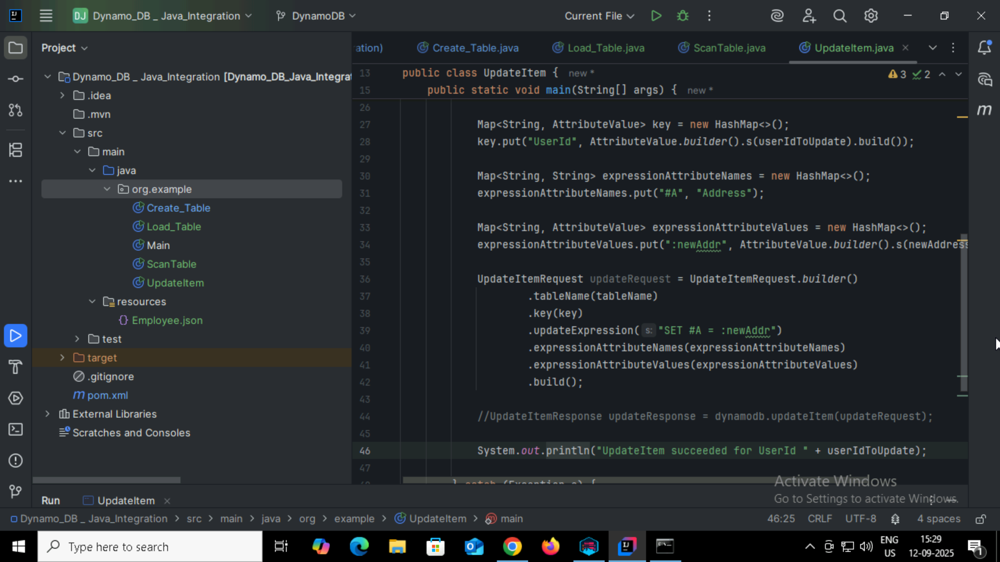 DJ Dynamo_DB _ Java_Integration DynamoDB Current File
Project
Dynamo_DB _ Java_Integration [Dynamo_DB_Java_Integrat
.idea
.mvn
src
main
java
org.example
Create_Table
Load_Table
Main
ScanTable
UpdateItem
resources
Employee.json
test
target
.gitignore
pom.xml
External Libraries
Scratches and Consoles
ration) Create_Table.java Load_Table.java ScanTable.java UpdateItem.java
13 public class UpdateItem { new *
3 2
15 public static void main(String[] args) { new *
26
27 Map<String, AttributeValue> key = new HashMap<>();
28 key.put("UserId", AttributeValue.builder().s(userIdToUpdate).build());
29
30 Map<String, String> expressionAttributeNames = new HashMap<>();
31 expressionAttributeNames.put("#A", "Address");
32
33 Map<String, AttributeValue> expressionAttributeValues = new HashMap<>();
34 expressionAttributeValues.put(":newAddr", AttributeValue.builder().s(newAddress
35
36 UpdateItemRequest updateRequest = UpdateItemRequest.builder()
37 .tableName(tableName)
38 .key(key)
39 .updateExpression( s: "SET #A = :newAddr")
40 .expressionAttributeNames(expressionAttributeNames)
41 .expressionAttributeValues(expressionAttributeValues)
42 .build();
43
44 //UpdateItemResponse updateResponse = dynamodb.updateItem(updateRequest);
45
46 System.out.println("UpdateItem succeeded for UserId " + userIdToUpdate);
47
} catch (Exception e) {
Activate Windows
Go to Settings to activate Windows.
Run UpdateItem
Dynamo_DB _ Java_Integration > src > main > java > org > example > UpdateItem > main
46:25 CRLF UTF-8 4 spaces
Type here to search
ENG
US
15:29
12-09-2025
1